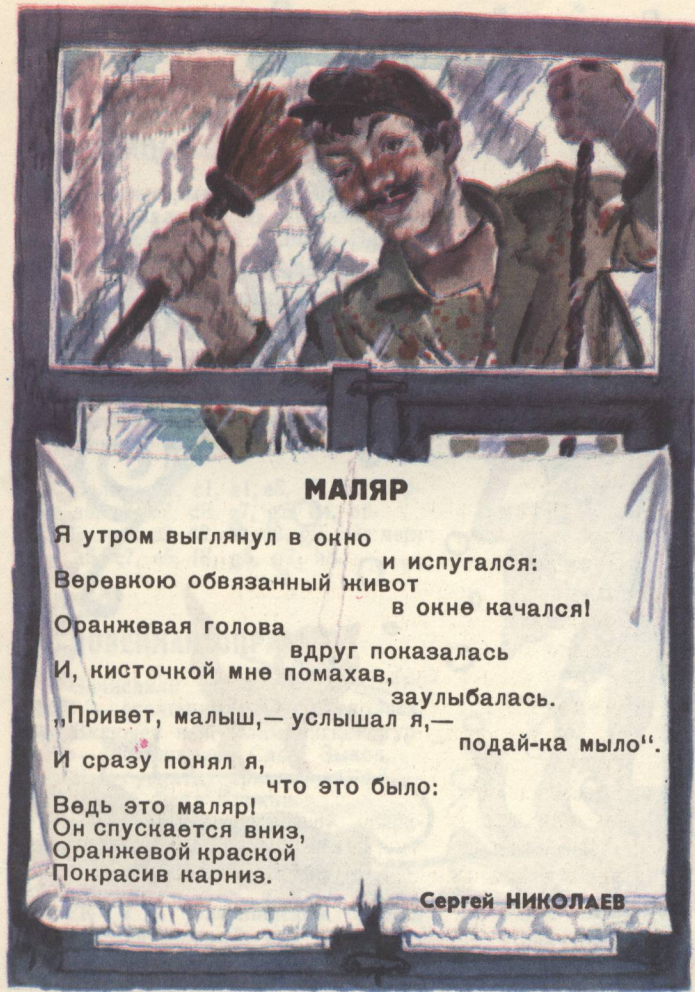 МАЛЯР
Я утром выглянул в окно
и испугался:
Веревкою обвязанный живот
в окне качался!
Оранжевая голова
вдруг показалась
И, кисточкой мне помахав,
заулыбалась.
„Привет, малыш,— услышал я,—
подай-ка мыло“.
И сразу понял я,
что это было:
Ведь это маляр!
Он спускается вниз,
Оранжевой краской
Покрасив карниз.
Сергей НИКОЛАЕВ